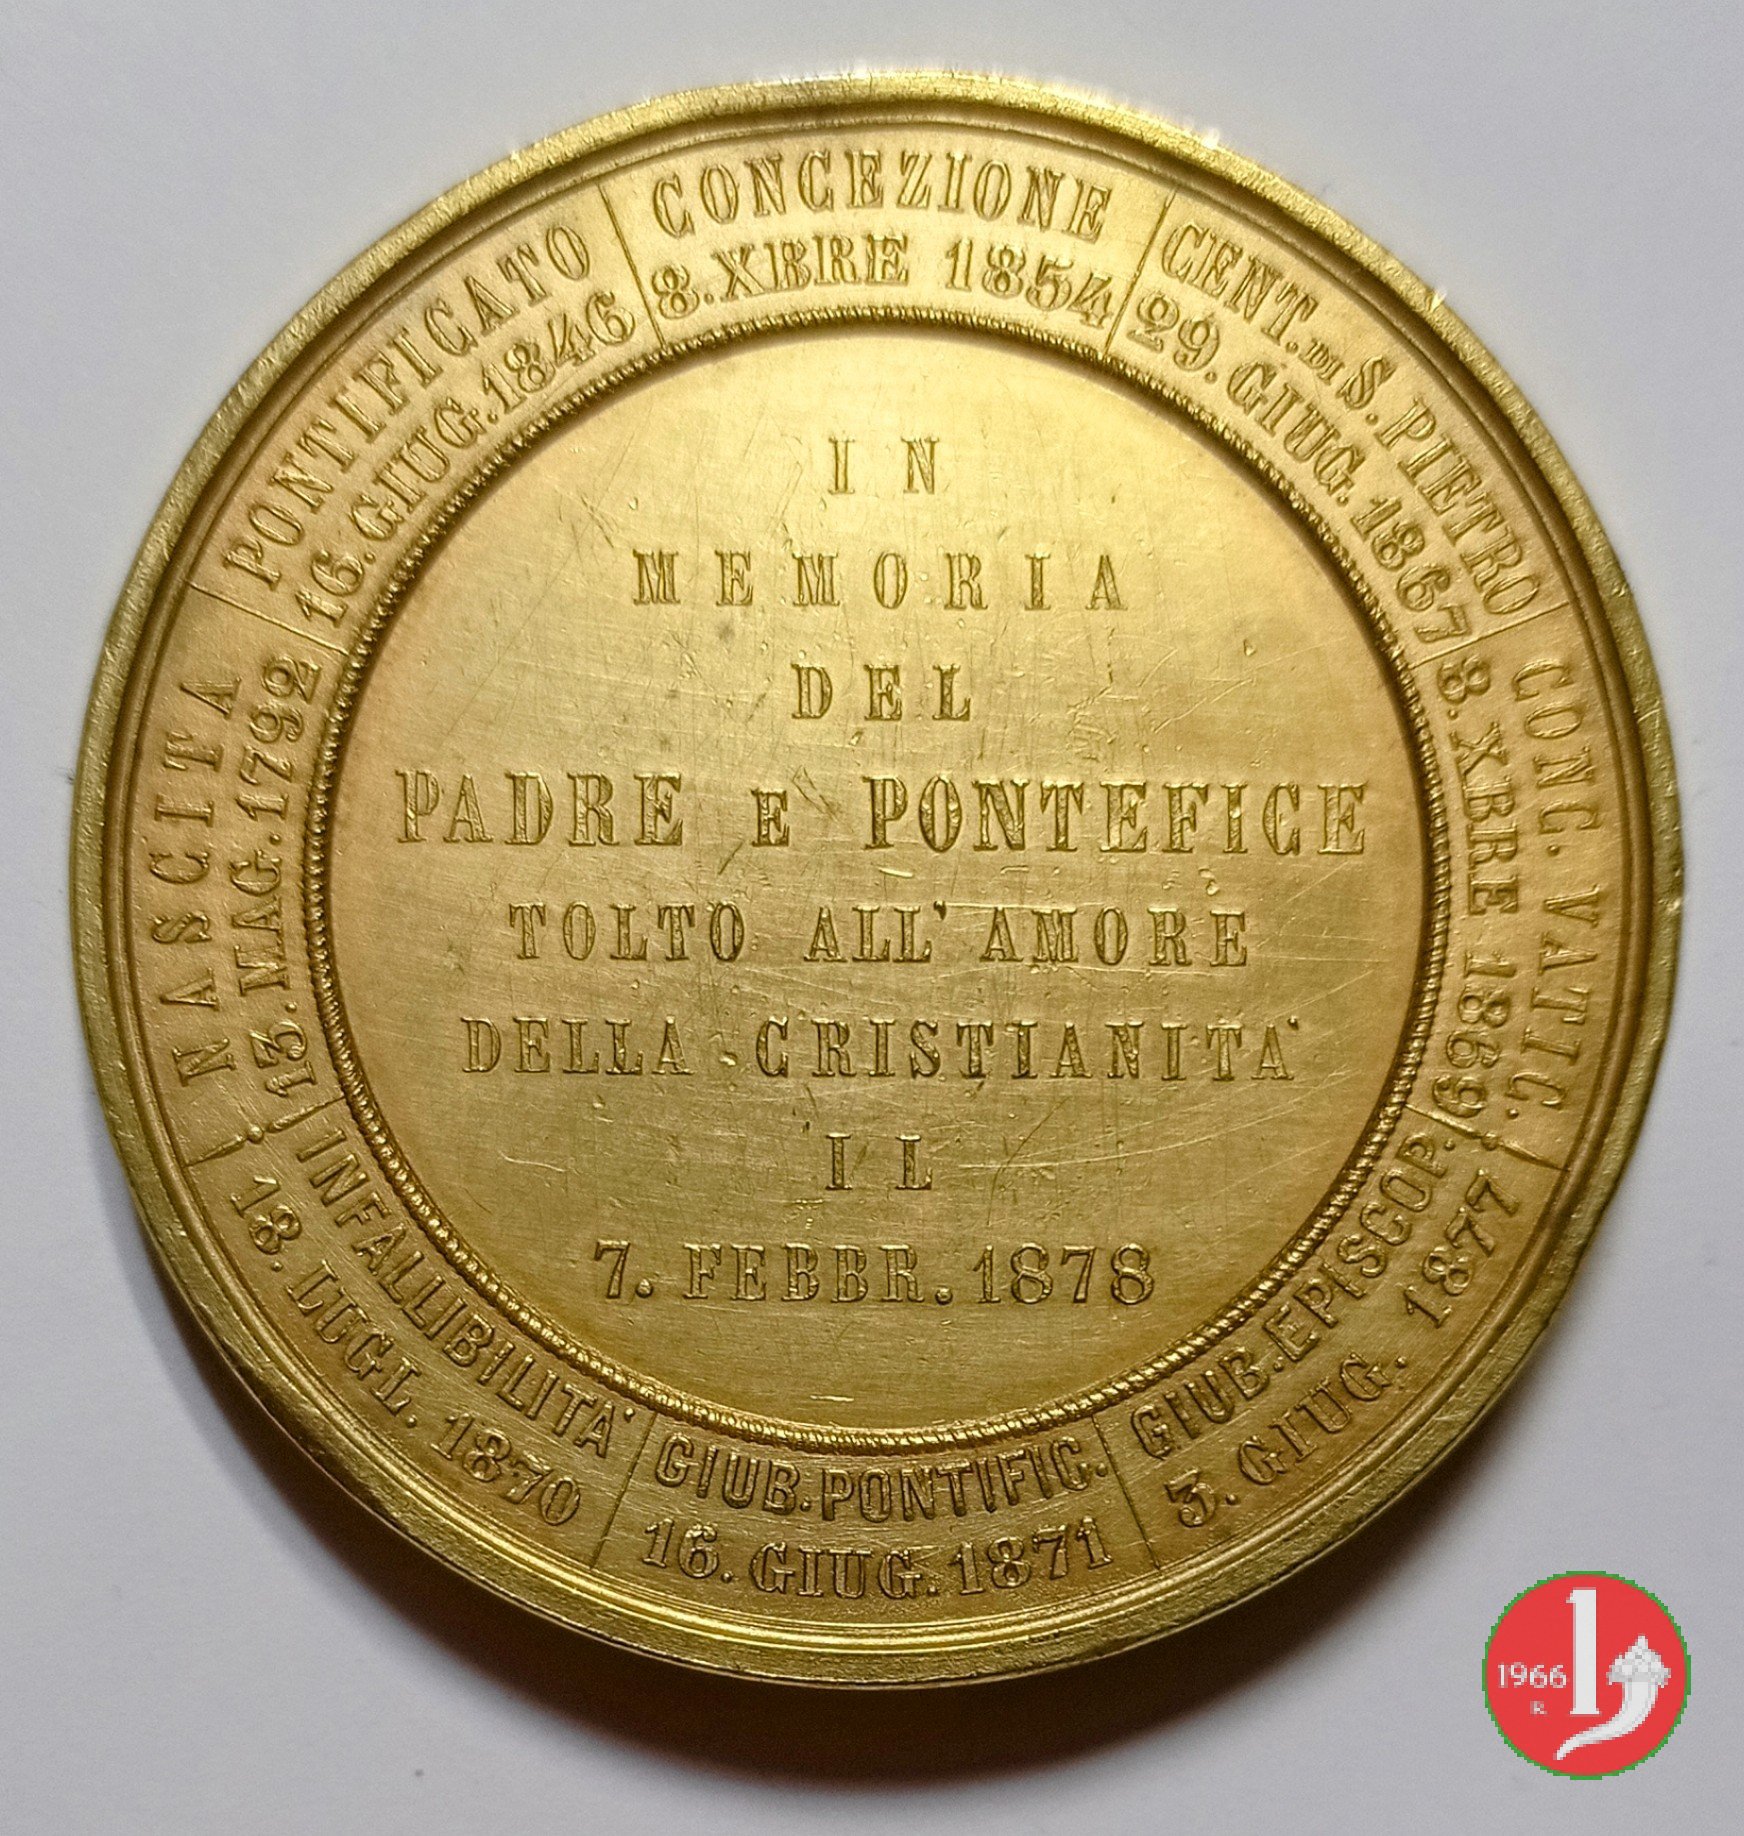 IN
MEMORIA
DEL
PADRE E PONTEFICE
TOLTO ALL'AMORE
DELLA CRISTIANITA'
IL
7. FEBBR. 1878
NASCITA
13. MAG. 1792
PONTIFICATO
16. GIUG. 1846
CONCEZIONE
8. XBRE 1854
CENT. DI S. PIETRO
29. GIUG. 1867
CONC. VATIC.
8. XBRE 1869
INFALLIBILITA'
18. LUGL. 1870
GIUB. PONTIFIC.
16. GIUG. 1871
GIUB. EPISCOP.
3. GIUG. 1877
1966
R